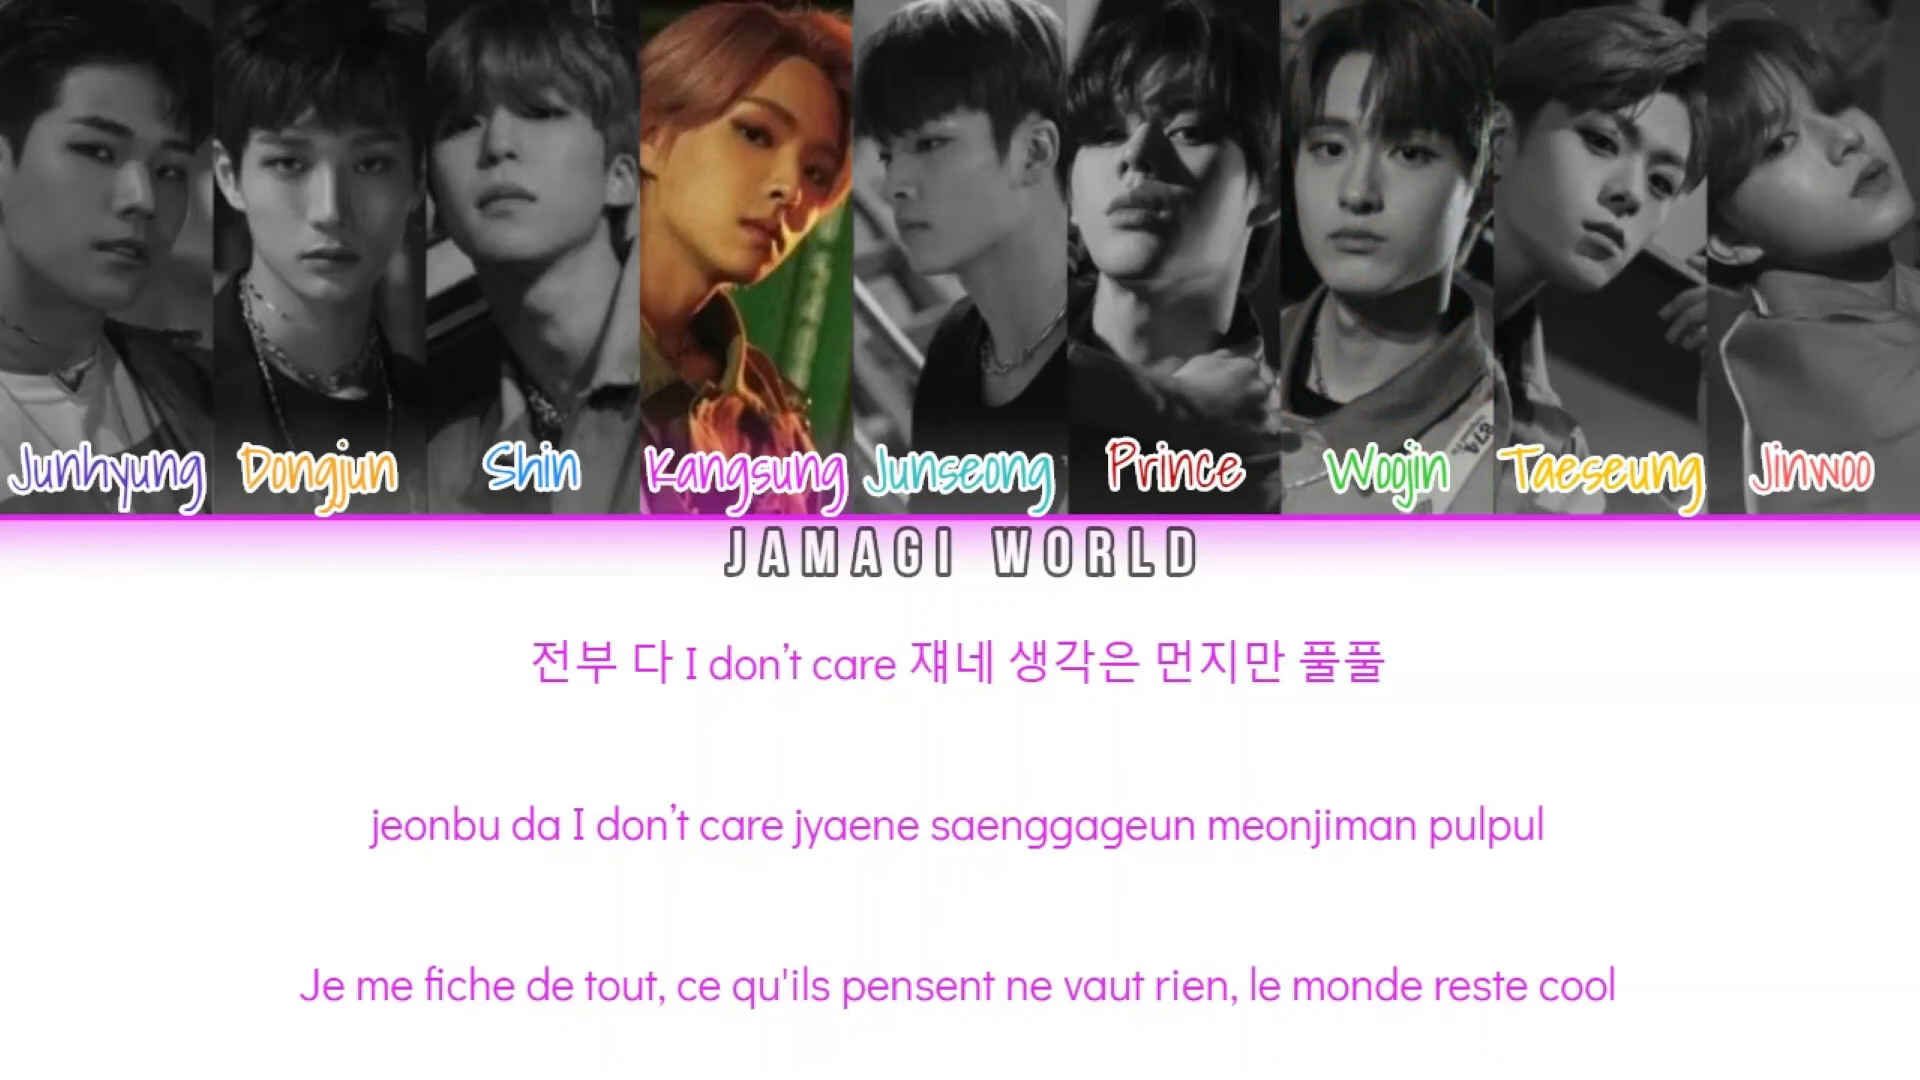 Junhyung Dongjun Shin Kangsung Junseong Prince Woojin Taeseung Jinwoo
JAMAGI WORLD
전부 다 I don't care 쟤네 생각은 먼지만 풀풀
jeonbu da I don't care jyaene saenggageun meonjiman pulpul
Je me fiche de tout, ce qu'ils pensent ne vaut rien, le monde reste cool